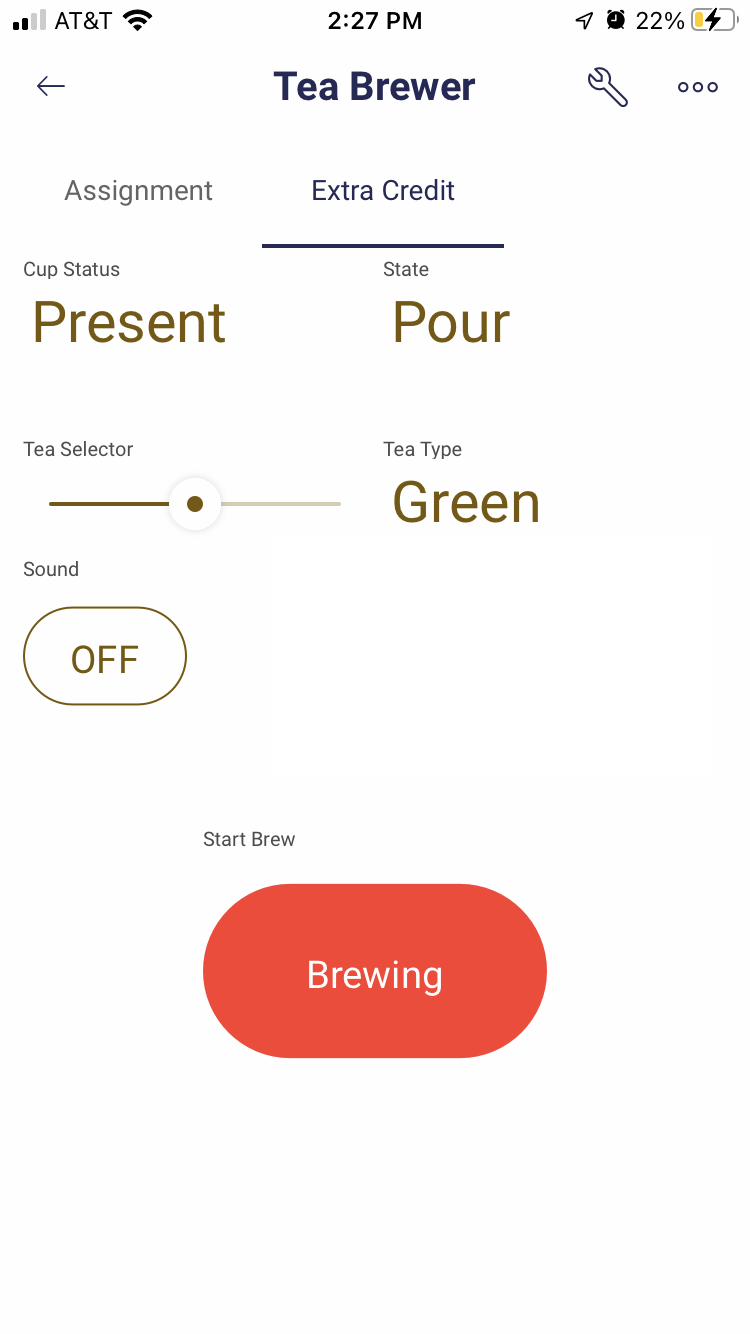 AT&T 2:27 PM 22%
Tea Brewer
Assignment Extra Credit
Cup Status State
Present Pour
Tea Selector Tea Type
Green
Sound
OFF
Start Brew
Brewing